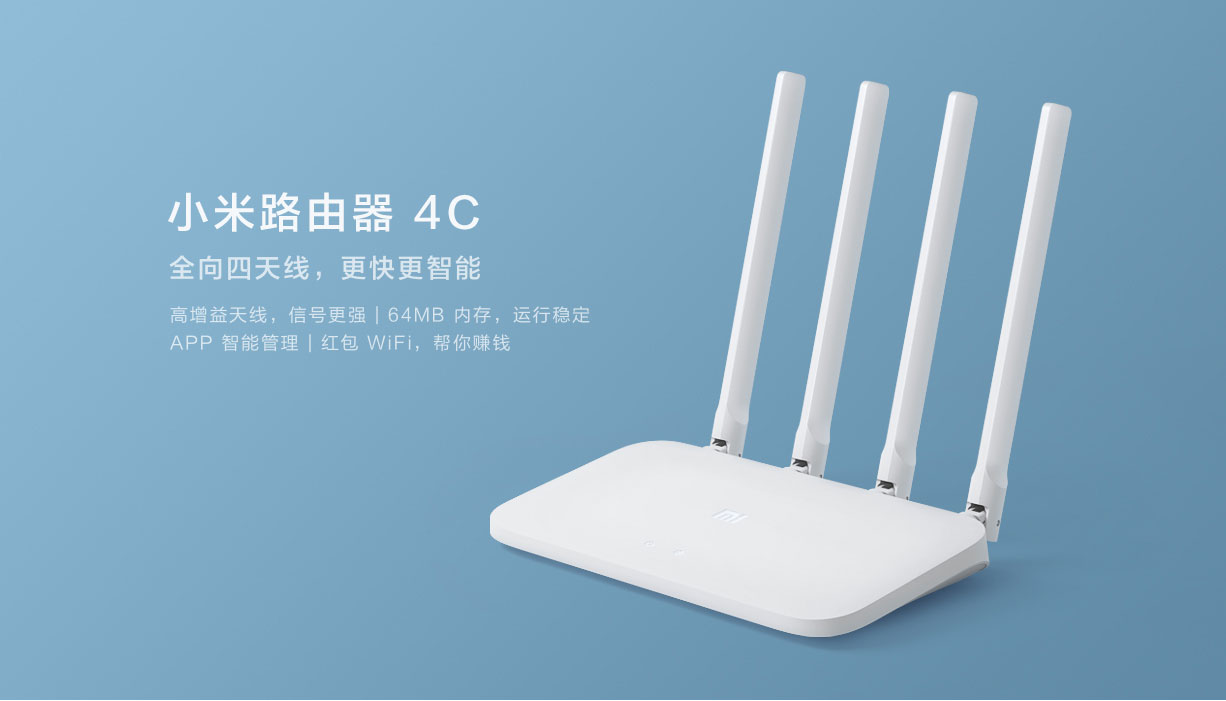 小米路由器 4C
全向四天线，更快更智能
高增益天线，信号更强 | 64MB 内存，运行稳定
APP 智能管理 | 红包 WiFi，帮你赚钱
mi